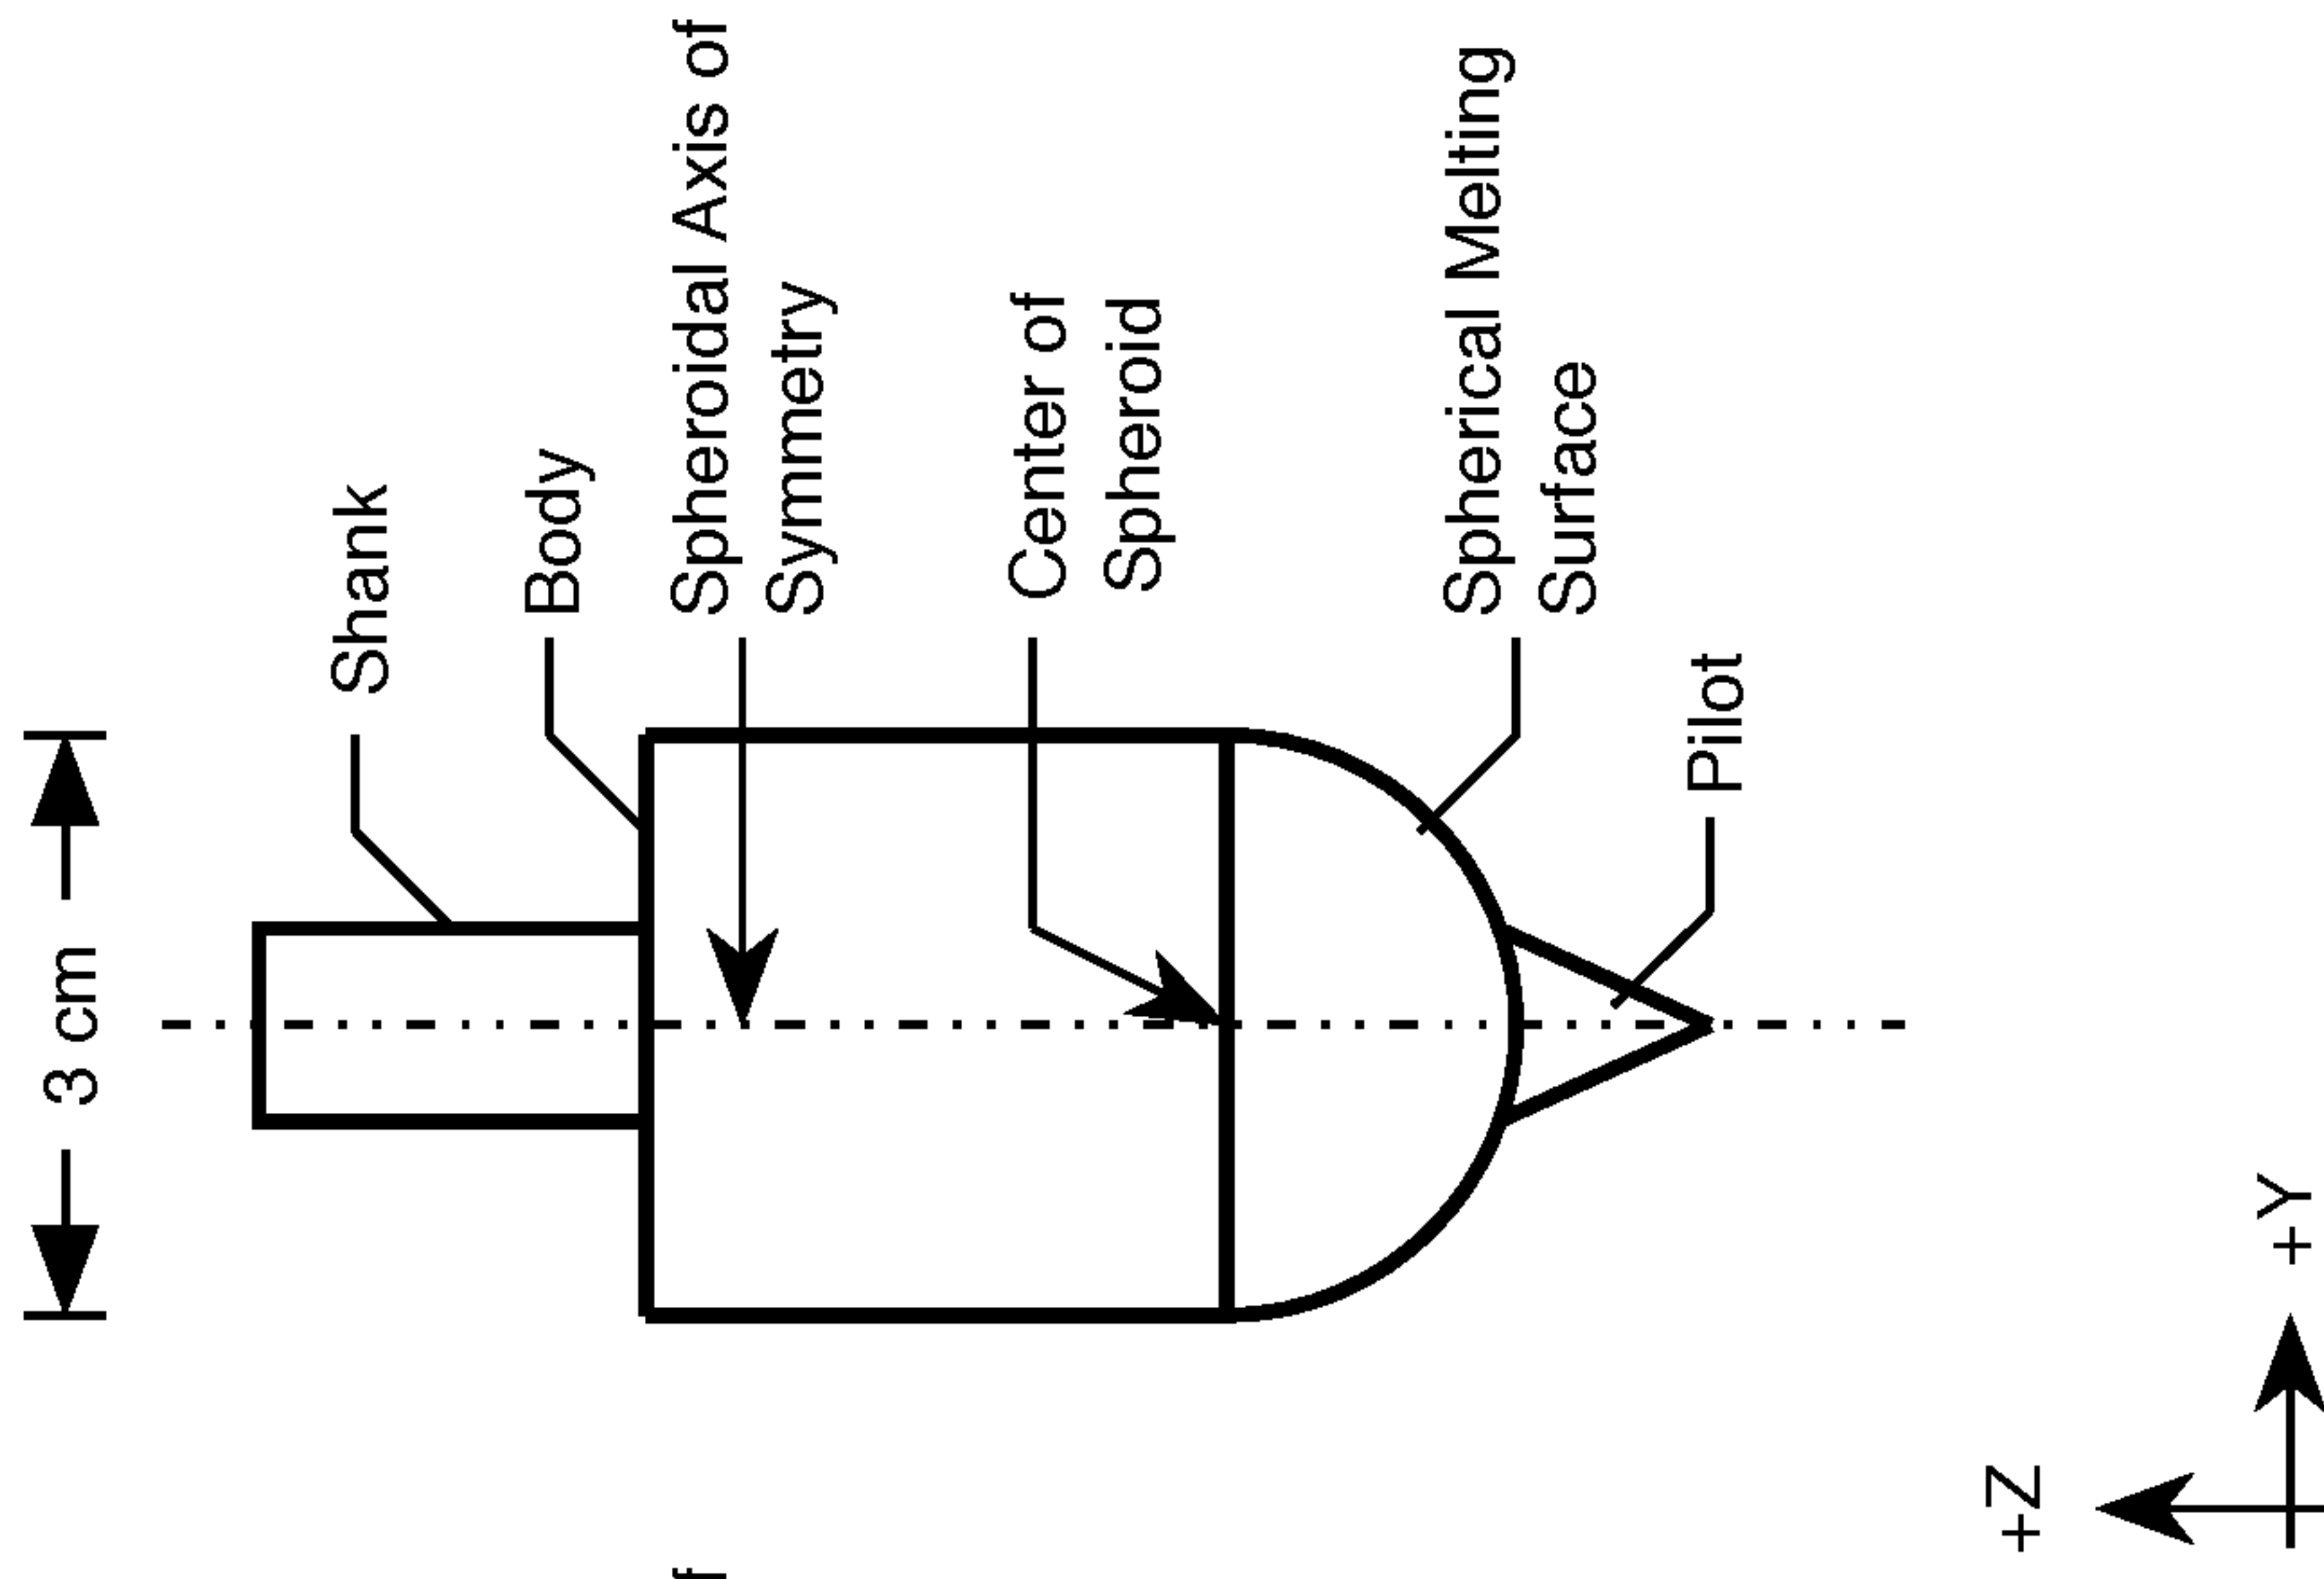 3 cm
Shank
Body
Spheroidal Axis of
Symmetry
Center of
Spheroid
Spherical Melting
Surface
Pilot
+Z
+Y
f